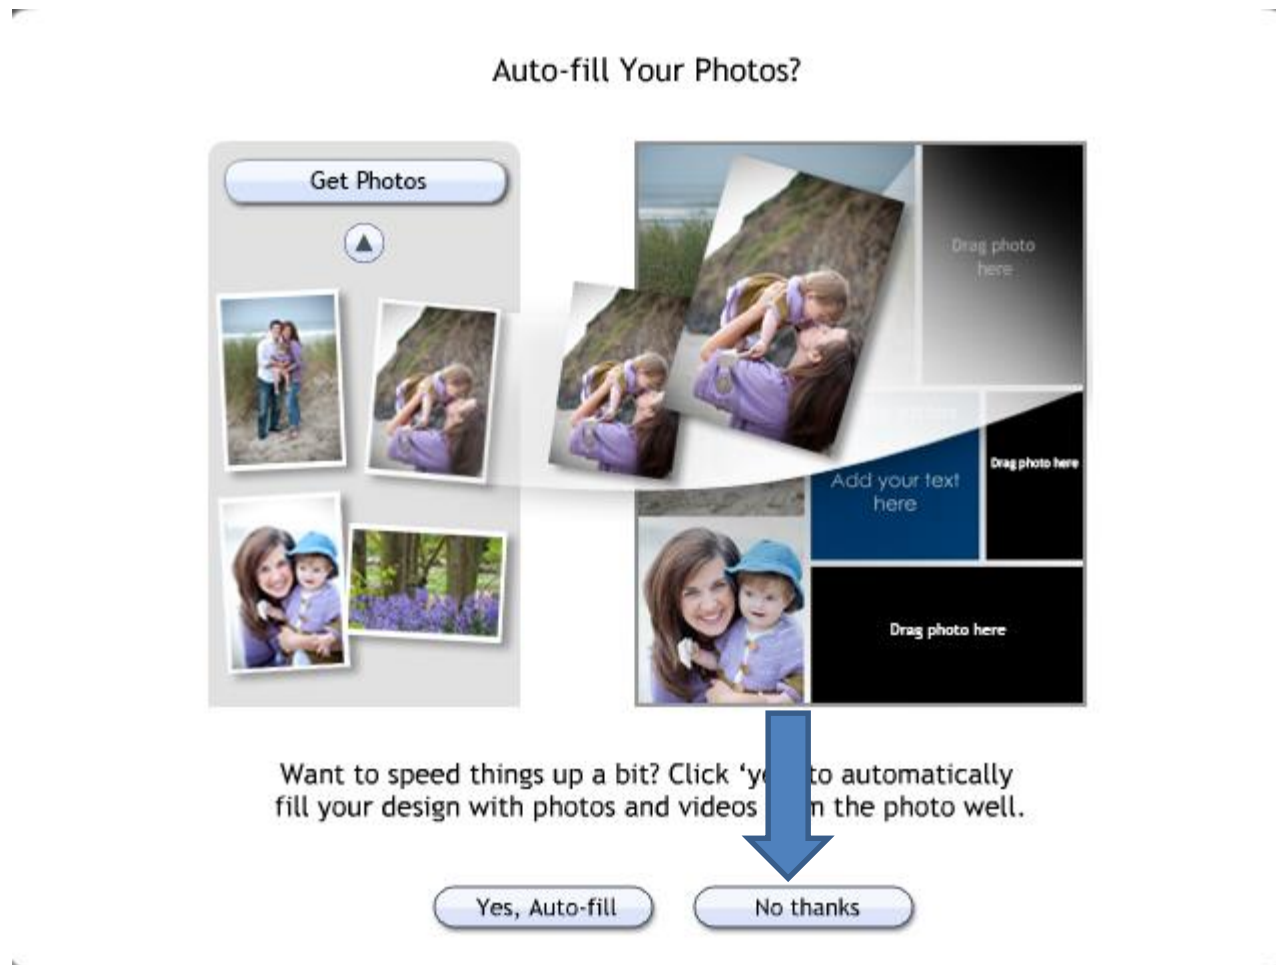 Auto-fill Your Photos?
Get Photos
Drag photo
here
Add your text
here
Drag photo here
Drag photo here
Want to speed things up a bit? Click ‘ye to automatically
fill your design with photos and videos the photo well.
Yes, Auto-fill
No thanks